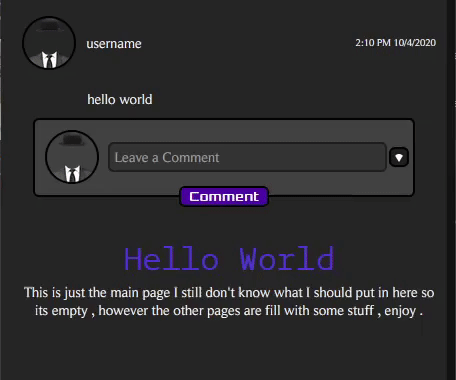 username
2:10 PM 10/4/2020
hello world
Leave a Comment
Comment
Hello World
This is just the main page I still don't know what I should put in here so
its empty , however the other pages are fill with some stuff , enjoy .